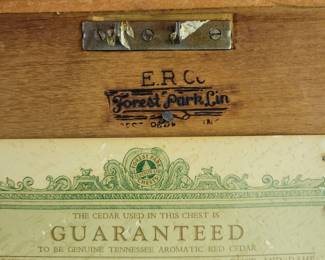 E.R Co
Forest Park Lin
THE CEDAR USED IN THIS CHEST IS
GUARANTEED
TO BE GENUINE TENNESSEE AROMATIC RED CEDAR